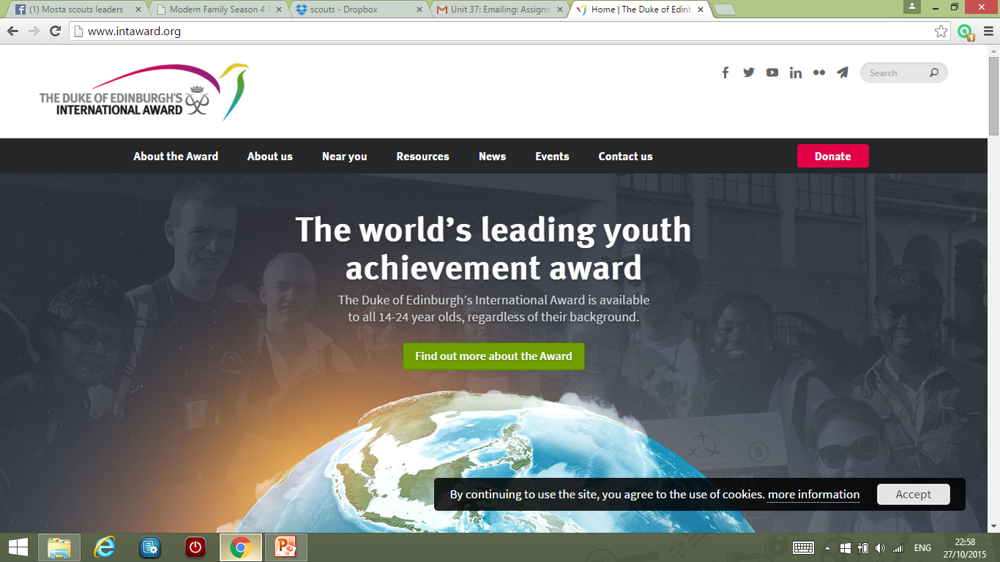 (1) Mosta scouts leaders
Modern Family Season 4 E
scouts - Dropbox
Unit 37: Emailing: Assignm
Home | The Duke of Edinb
www.intaward.org
1
THE DUKE OF EDINBURGH'S
INTERNATIONAL AWARD
Search
About the Award
About us
Near you
Resources
News
Events
Contact us
Donate
The world's leading youth
achievement award
The Duke of Edinburgh's International Award is available
to all 14-24 year olds, regardless of their background.
Find out more about the Award
By continuing to use the site, you agree to the use of cookies. more information
Accept
ENG
22:58
27/10/2015